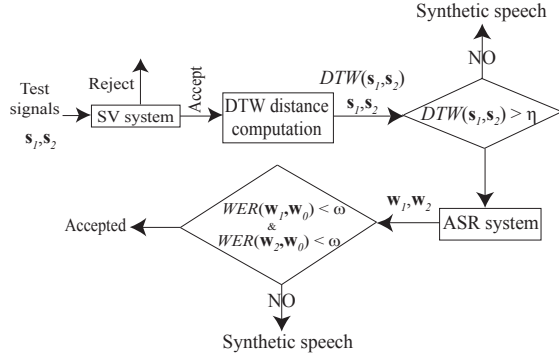 Synthetic speech
NO
Reject
Accept
Test
signals
s1,s2
SV system
DTW distance
computation
DTW(s1,s2)
s1,s2
DTW(s1,s2) > η
Accepted
WER(w1,w0) < ω
&
WER(w2,w0) < ω
w1,w2
ASR system
NO
Synthetic speech